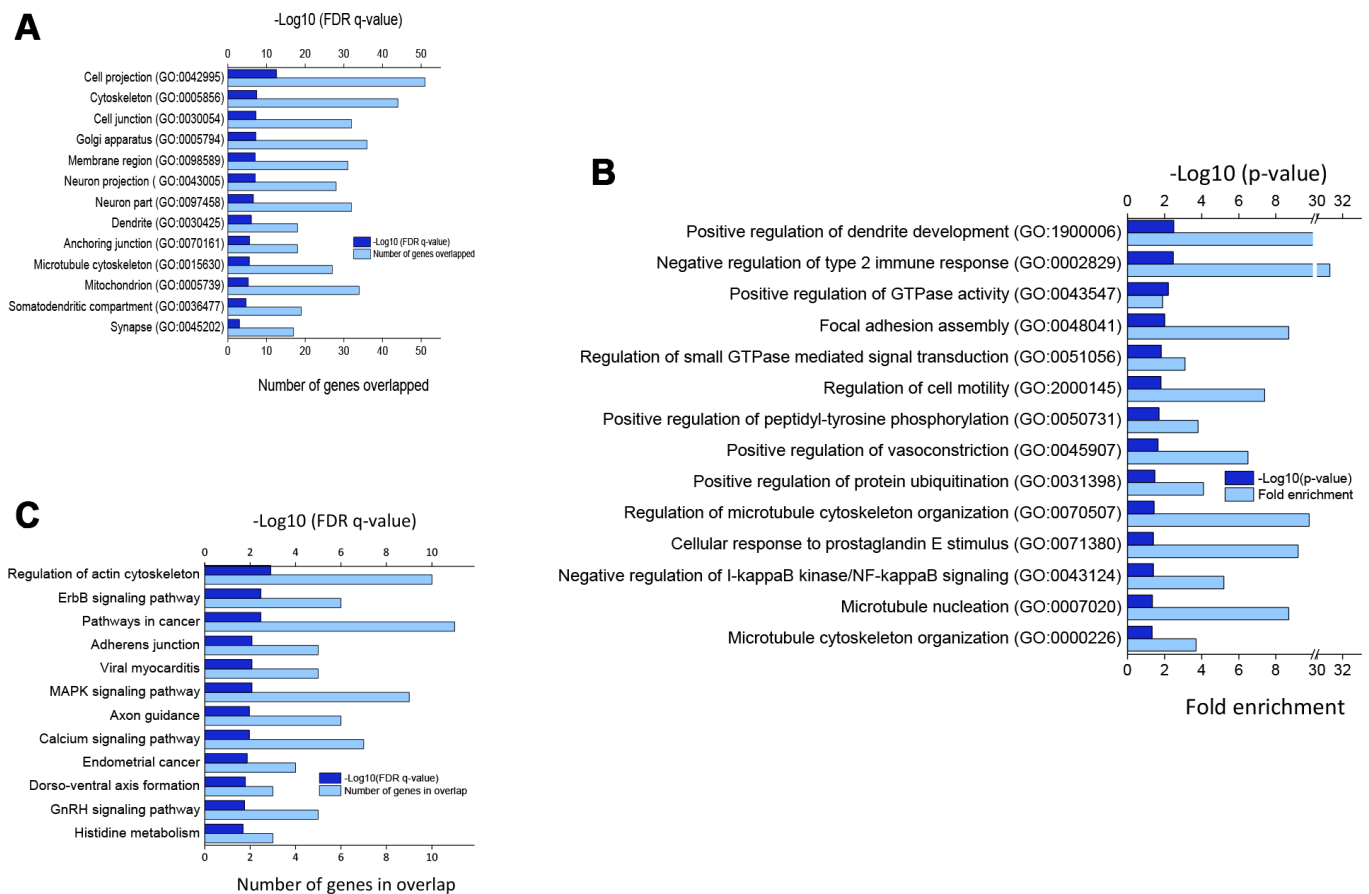 A
-Log10 (FDR q-value)
0 10 20 30 40 50
Cell projection (GO:0042995)
Cytoskeleton (GO:0005856)
Cell junction (GO:0030054)
Golgi apparatus (GO:0005794)
Membrane region (GO:0098589)
Neuron projection ( GO:0043005)
Neuron part (GO:0097458)
Dendrite (GO:0030425)
Anchoring junction (GO:0070161)
Microtubule cytoskeleton (GO:0015630)
Mitochondrion (GO:0005739)
Somatodendritic compartment (GO:0036477)
Synapse (GO:0045202)
-Log10 (FDR q-value)
Number of genes overlapped
0 10 20 30 40 50
Number of genes overlapped
B
-Log10 (p-value)
0 2 4 6 8 30 32
Positive regulation of dendrite development (GO:1900006)
Negative regulation of type 2 immune response (GO:0002829)
Positive regulation of GTPase activity (GO:0043547)
Focal adhesion assembly (GO:0048041)
Regulation of small GTPase mediated signal transduction (GO:0051056)
Regulation of cell motility (GO:2000145)
Positive regulation of peptidyl-tyrosine phosphorylation (GO:0050731)
Positive regulation of vasoconstriction (GO:0045907)
Positive regulation of protein ubiquitination (GO:0031398)
Regulation of microtubule cytoskeleton organization (GO:0070507)
Cellular response to prostaglandin E stimulus (GO:0071380)
Negative regulation of I-kappaB kinase/NF-kappaB signaling (GO:0043124)
Microtubule nucleation (GO:0007020)
Microtubule cytoskeleton organization (GO:0000226)
-Log10(p-value)
Fold enrichment
0 2 4 6 8 30 32
Fold enrichment
C
-Log10 (FDR q-value)
0 2 4 6 8 10
Regulation of actin cytoskeleton
ErbB signaling pathway
Pathways in cancer
Adherens junction
Viral myocarditis
MAPK signaling pathway
Axon guidance
Calcium signaling pathway
Endometrial cancer
Dorso-ventral axis formation
GnRH signaling pathway
Histidine metabolism
-Log10(FDR q-value)
Number of genes in overlap
0 2 4 6 8 10
Number of genes in overlap